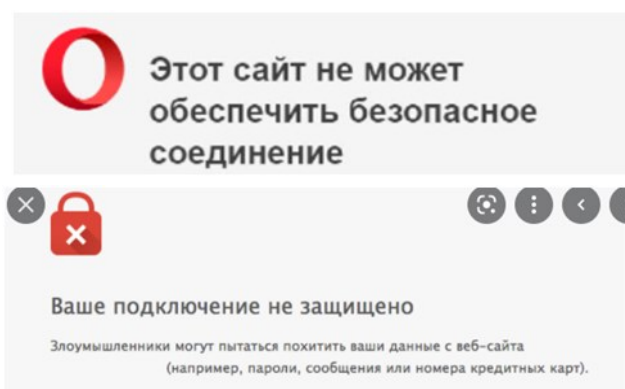 Этот сайт не может
обеспечить безопасное
соединение
Ваше подключение не защищено
Злоумышленники могут пытаться похитить ваши данные с веб-сайта
(например, пароли, сообщения или номера кредитных карт).